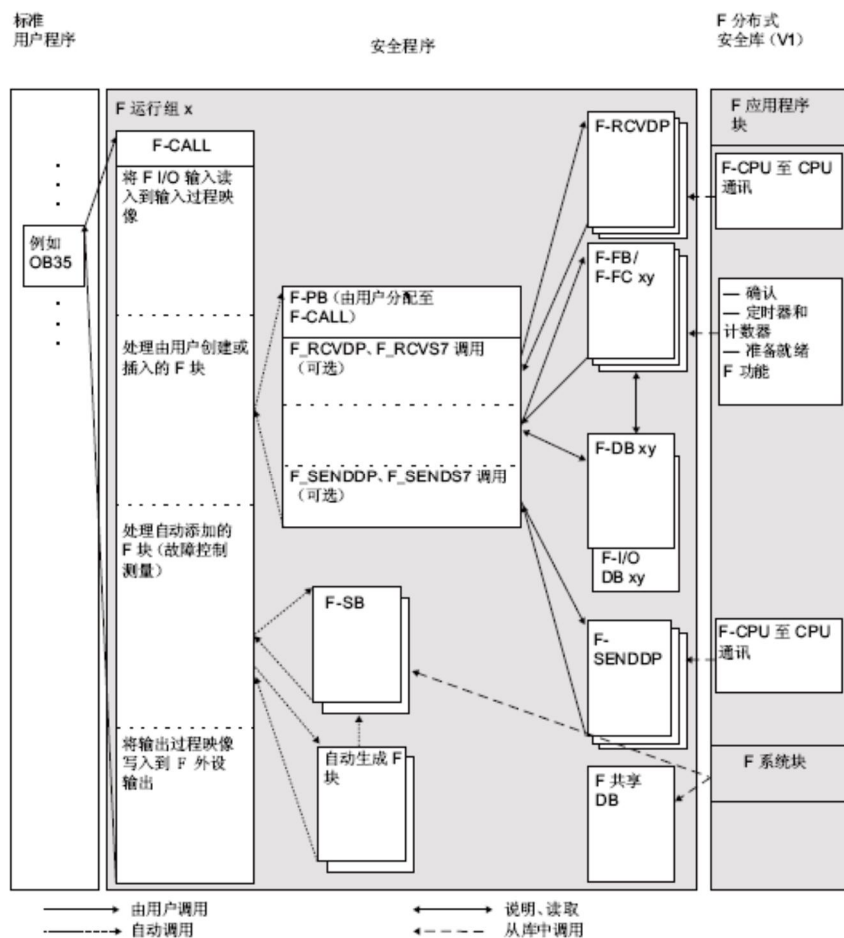 标准
用户程序
安全程序
F 分布式
安全库（V1）
F 运行组 x
F-CALL
将 F I/O 输入读
入到输入过程映
像
处理由用户创建或
插入的 F 块
处理自动添加的
F 块（故障控制
测量）
将输出过程映像
写入到 F 外设
输出
例如
OB35
F-PB（由用户分配至
F-CALL）
F_RCVDP、F_RCVS7 调用
（可选）
F_SENDDP、F_SENDS7 调用
（可选）
F-SB
自动生成 F
块
F-RCVDP
F-FB/
F-FC xy
F-DB xy
F-I/O
DB xy
F-
SENDDP
F 共享
DB
F 应用程序
块
F-CPU 至 CPU
通讯
— 确认
— 定时器和
计数器
— 准备就绪
F 功能
F-CPU 至 CPU
通讯
F 系统块
由用户调用
自动调用
说明、读取
从库中调用